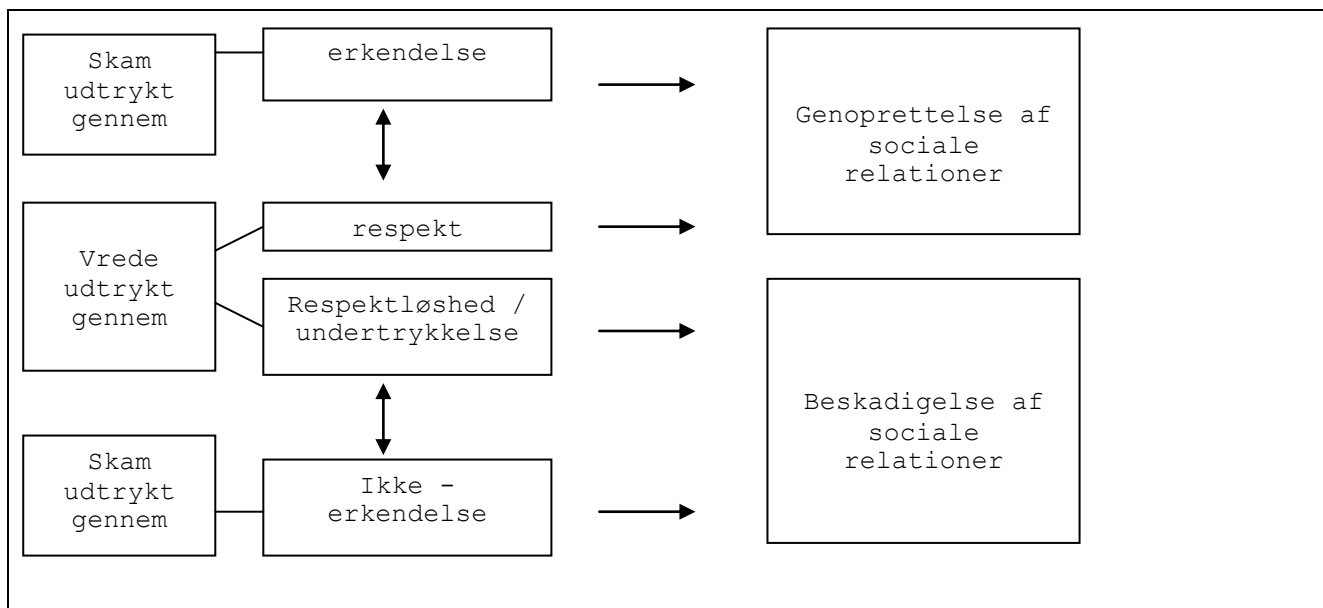 Skam
udtrykt
gennem
erkendelse
Genoprettelse af
sociale
relationer
Vrede
udtrykt
gennem
respekt
Respektløshed /
undertrykkelse
Beskadigelse af
sociale
relationer
Skam
udtrykt
gennem
Ikke –
erkendelse